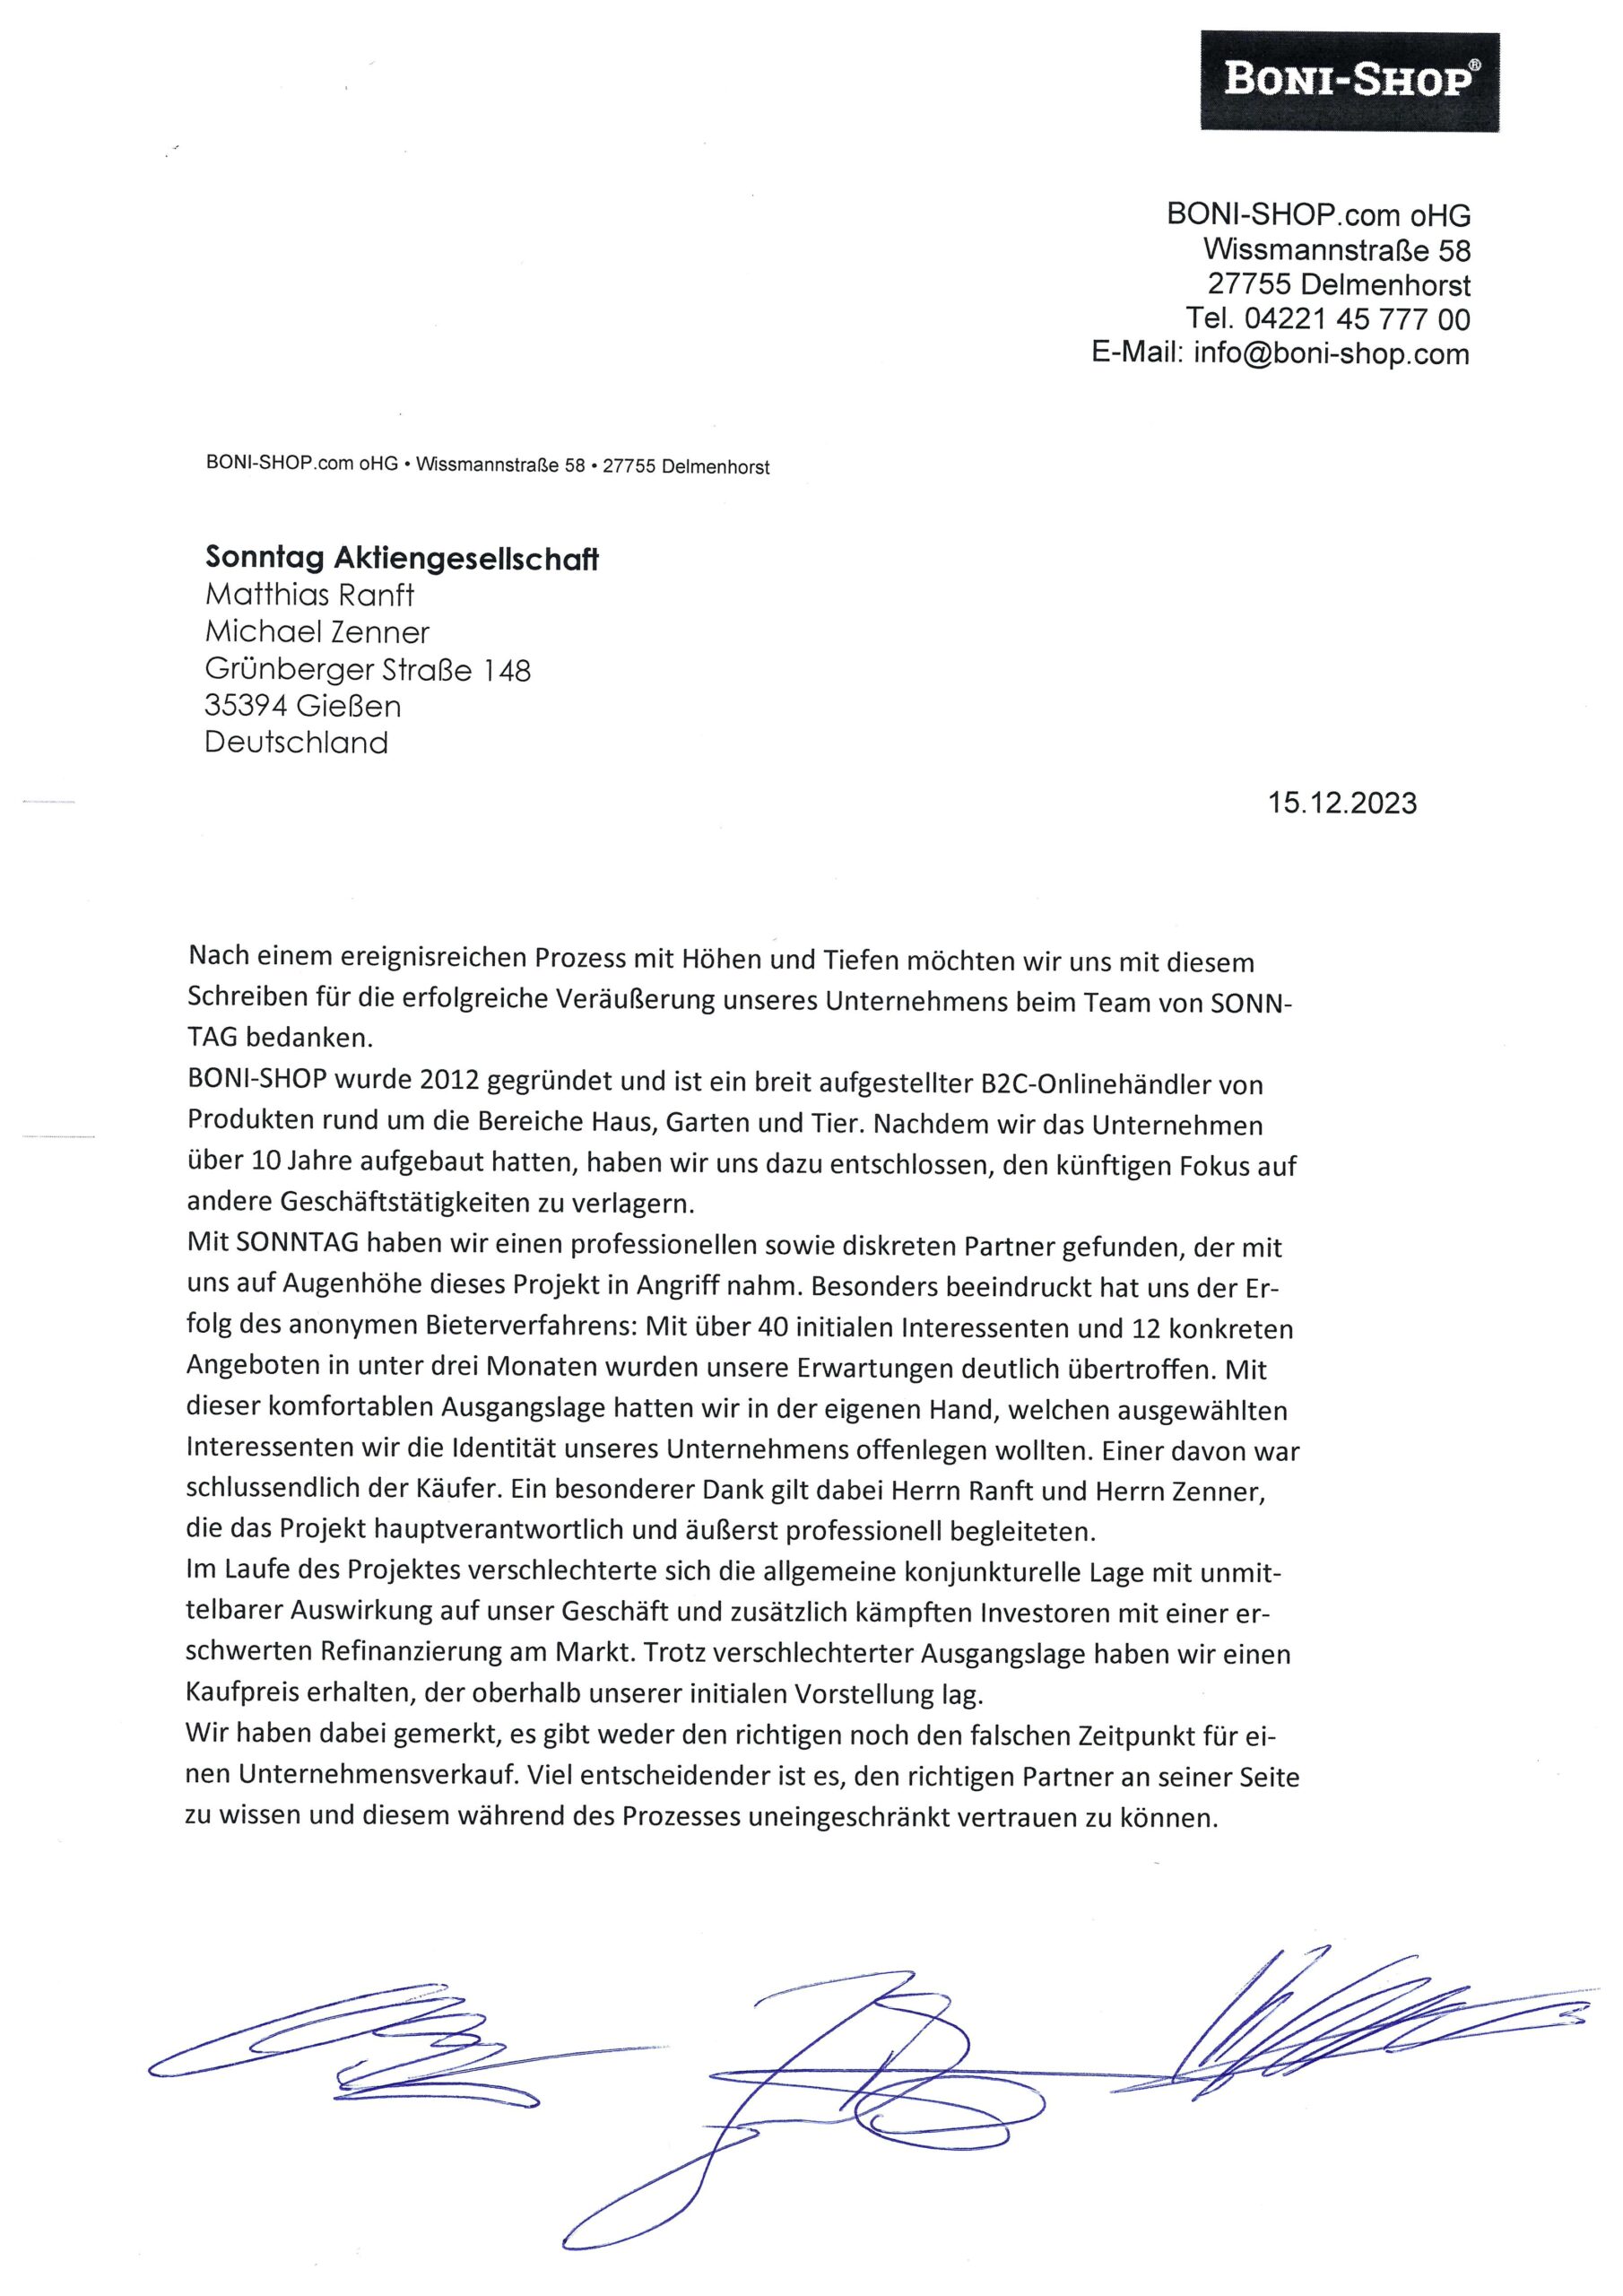 BONI-SHOP®
BONI-SHOP.com oHG
Wissmannstraße 58
27755 Delmenhorst
Tel. 04221 45 777 00
E-Mail: info@boni-shop.com
BONI-SHOP.com oHG • Wissmannstraße 58 • 27755 Delmenhorst
Sonntag Aktiengesellschaft
Matthias Ranft
Michael Zenner
Grünberger Straße 148
35394 Gießen
Deutschland
15.12.2023
Nach einem ereignisreichen Prozess mit Höhen und Tiefen möchten wir uns mit diesem
Schreiben für die erfolgreiche Veräußerung unseres Unternehmens beim Team von SONN-
TAG bedanken.
BONI-SHOP wurde 2012 gegründet und ist ein breit aufgestellter B2C-Onlinehändler von
Produkten rund um die Bereiche Haus, Garten und Tier. Nachdem wir das Unternehmen
über 10 Jahre aufgebaut hatten, haben wir uns dazu entschlossen, den künftigen Fokus auf
andere Geschäftstätigkeiten zu verlagern.
Mit SONNTAG haben wir einen professionellen sowie diskreten Partner gefunden, der mit
uns auf Augenhöhe dieses Projekt in Angriff nahm. Besonders beeindruckt hat uns der Er-
folg des anonymen Bieterverfahrens: Mit über 40 initialen Interessenten und 12 konkreten
Angeboten in unter drei Monaten wurden unsere Erwartungen deutlich übertroffen. Mit
dieser komfortablen Ausgangslage hatten wir in der eigenen Hand, welchen ausgewählten
Interessenten wir die Identität unseres Unternehmens offenlegen wollten. Einer davon war
schlussendlich der Käufer. Ein besonderer Dank gilt dabei Herrn Ranft und Herrn Zenner,
die das Projekt hauptverantwortlich und äußerst professionell begleiteten.
Im Laufe des Projektes verschlechterte sich die allgemeine konjunkturelle Lage mit unmit-
telbarer Auswirkung auf unser Geschäft und zusätzlich kämpften Investoren mit einer er-
schwerten Refinanzierung am Markt. Trotz verschlechterter Ausgangslage haben wir einen
Kaufpreis erhalten, der oberhalb unserer initialen Vorstellung lag.
Wir haben dabei gemerkt, es gibt weder den richtigen noch den falschen Zeitpunkt für ei-
nen Unternehmensverkauf. Viel entscheidender ist es, den richtigen Partner an seiner Seite
zu wissen und diesem während des Prozesses uneingeschränkt vertrauen zu können.